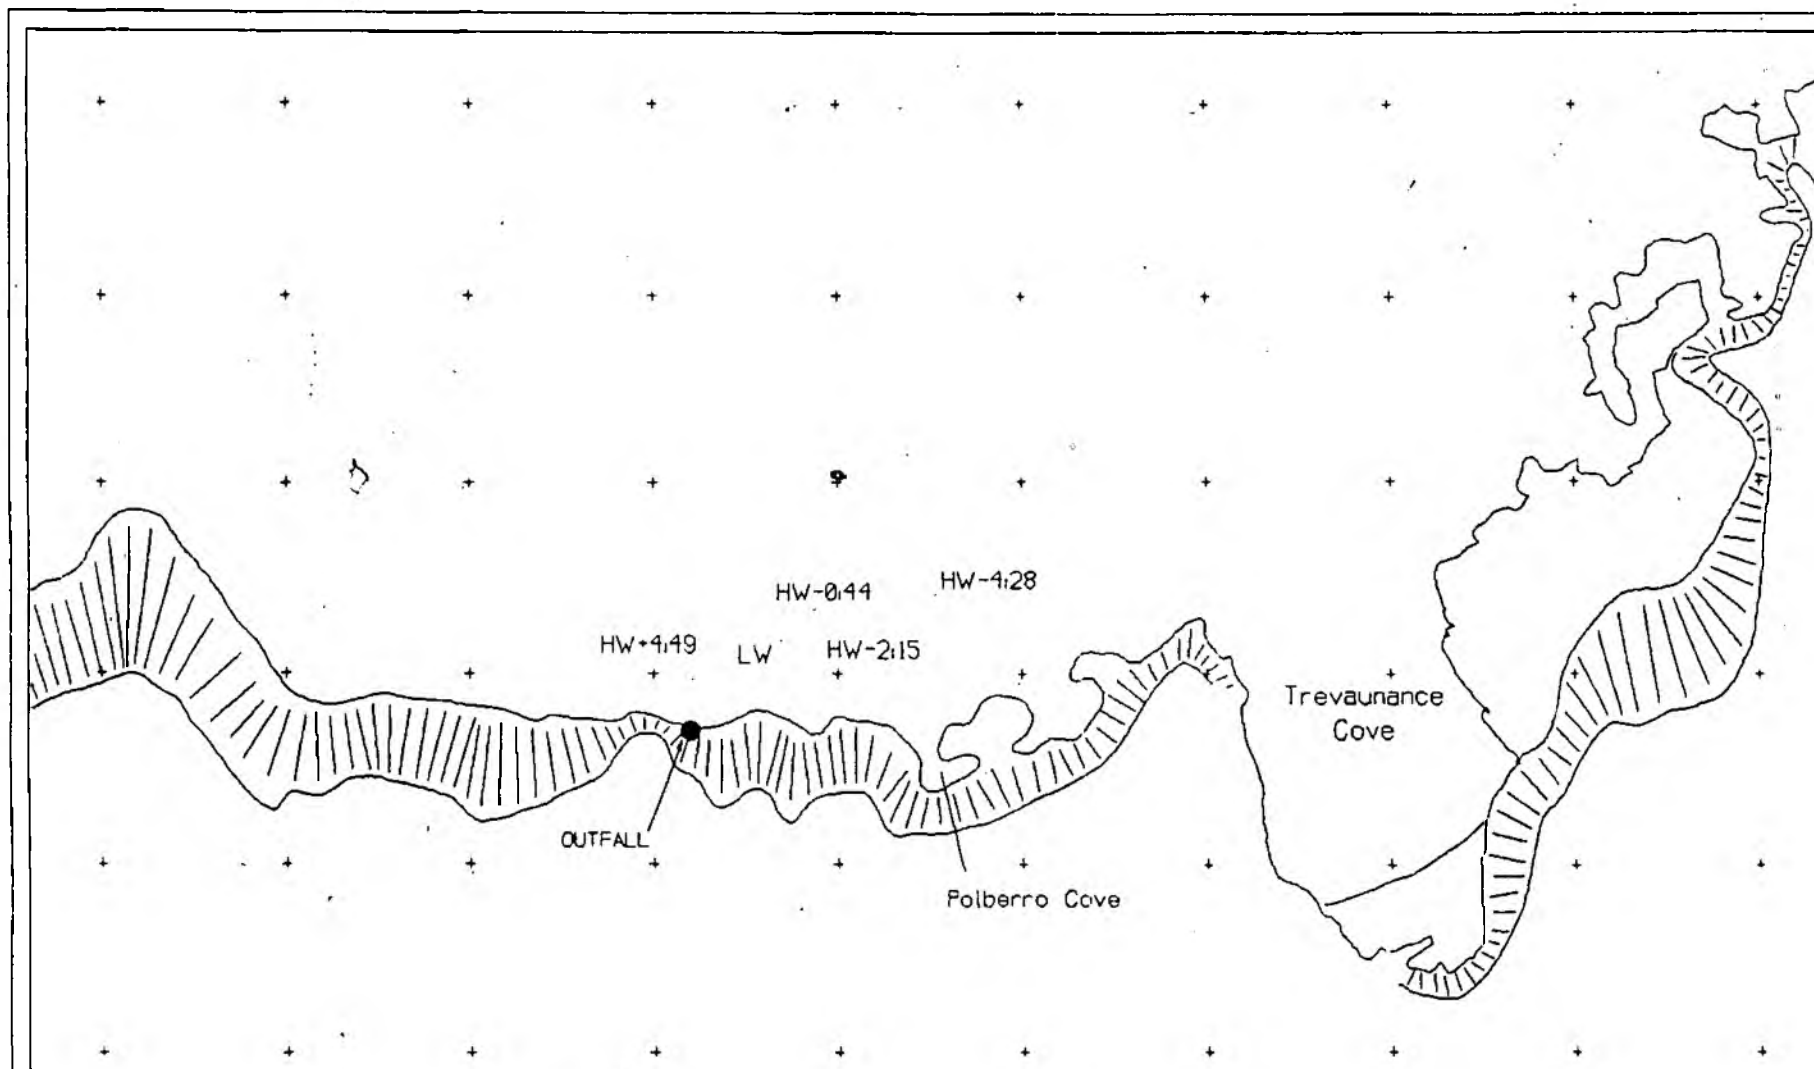 HW-4:28
HW-0:44
HW+4:49
LW
HW-2:15
Trevaunance
Cove
OUTFALL
Polberro Cove